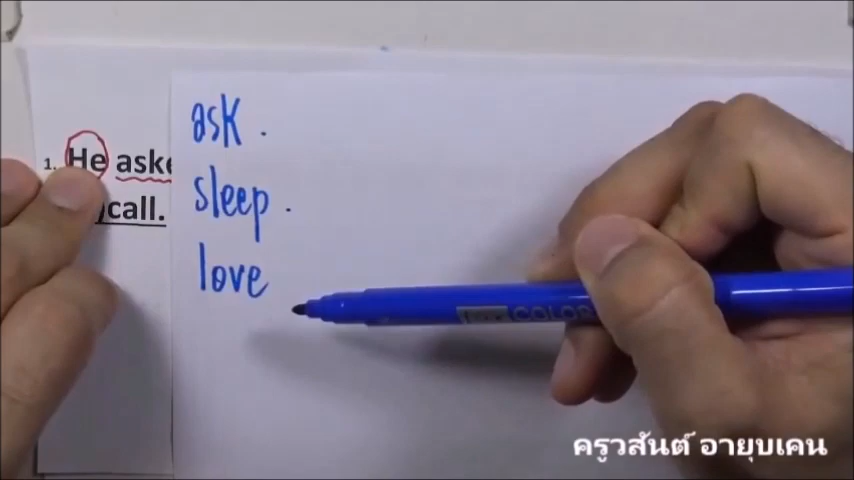 ask.
1. He aske
sleep.
call.
love
COLOR
ครูวสันต์ อายุบเคน